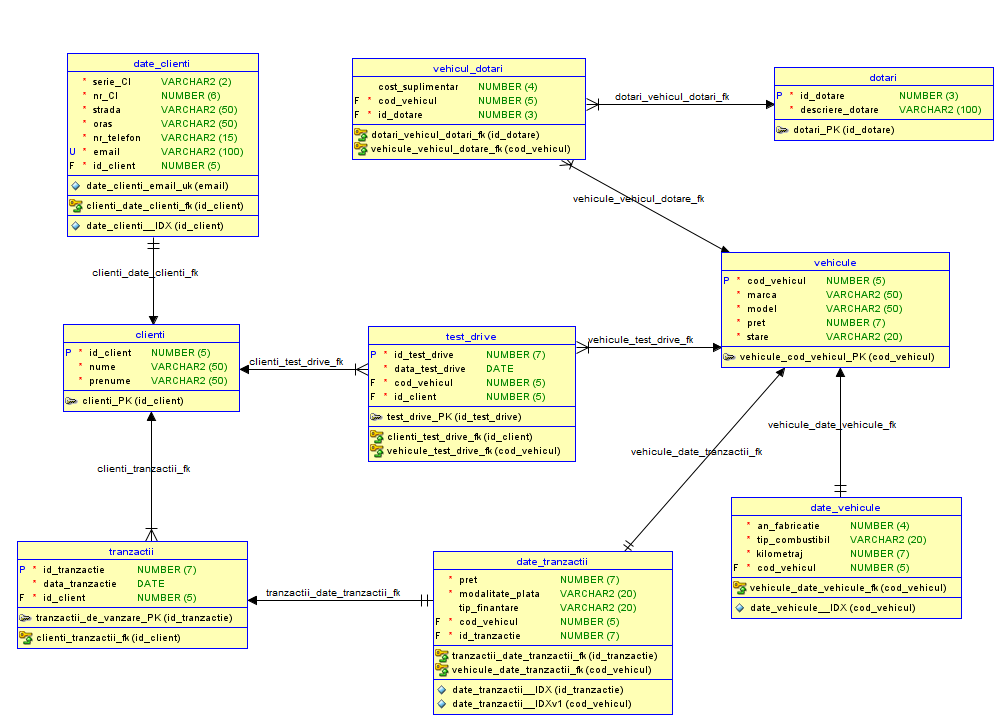 date_clienti
* serie_CI VARCHAR2 (2)
* nr_CI NUMBER (6)
* strada VARCHAR2 (50)
* oras VARCHAR2 (50)
* nr_telefon VARCHAR2 (15)
U * email VARCHAR2 (100)
F * id_client NUMBER (5)
date_clienti_email_uk (email)
clienti_date_clienti_fk (id_client)
date_clienti__IDX (id_client)
vehicul_dotari
cost_suplimentar NUMBER (4)
F * cod_vehicul NUMBER (5)
F * id_dotare NUMBER (3)
dotari_vehicul_dotari_fk (id_dotare)
vehicule_vehicul_dotare_fk (cod_vehicul)
dotari_vehicul_dotari_fk
dotari
P * id_dotare NUMBER (3)
* descriere_dotare VARCHAR2 (100)
dotari_PK (id_dotare)
vehicule_vehicul_dotare_fk
clienti_date_clienti_fk
vehicule
P * cod_vehicul NUMBER (5)
* marca VARCHAR2 (50)
* model VARCHAR2 (50)
* pret NUMBER (7)
* stare VARCHAR2 (20)
vehicule_cod_vehicul_PK (cod_vehicul)
clienti
P * id_client NUMBER (5)
* nume VARCHAR2 (50)
* prenume VARCHAR2 (50)
clienti_PK (id_client)
clienti_test_drive_fk
test_drive
P * id_test_drive NUMBER (7)
* data_test_drive DATE
F * cod_vehicul NUMBER (5)
F * id_client NUMBER (5)
test_drive_PK (id_test_drive)
clienti_test_drive_fk (id_client)
vehicule_test_drive_fk (cod_vehicul)
vehicule_test_drive_fk
clienti_tranzactii_fk
vehicule_date_tranzactii_fk
vehicule_date_vehicule_fk
tranzactii
P * id_tranzactie NUMBER (7)
* data_tranzactie DATE
F * id_client NUMBER (5)
tranzactii_de_vanzare_PK (id_tranzactie)
clienti_tranzactii_fk (id_client)
tranzactii_date_tranzactii_fk
date_tranzactii
* pret NUMBER (7)
* modalitate_plata VARCHAR2 (20)
tip_finantare VARCHAR2 (20)
F * cod_vehicul NUMBER (5)
F * id_tranzactie NUMBER (7)
tranzactii_date_tranzactii_fk (id_tranzactie)
vehicule_date_tranzactii_fk (cod_vehicul)
date_tranzactii__IDX (id_tranzactie)
date_tranzactii__IDXv1 (cod_vehicul)
date_vehicule
* an_fabricatie NUMBER (4)
* tip_combustibil VARCHAR2 (20)
* kilometraj NUMBER (7)
F * cod_vehicul NUMBER (5)
vehicule_date_vehicule_fk (cod_vehicul)
date_vehicule__IDX (cod_vehicul)